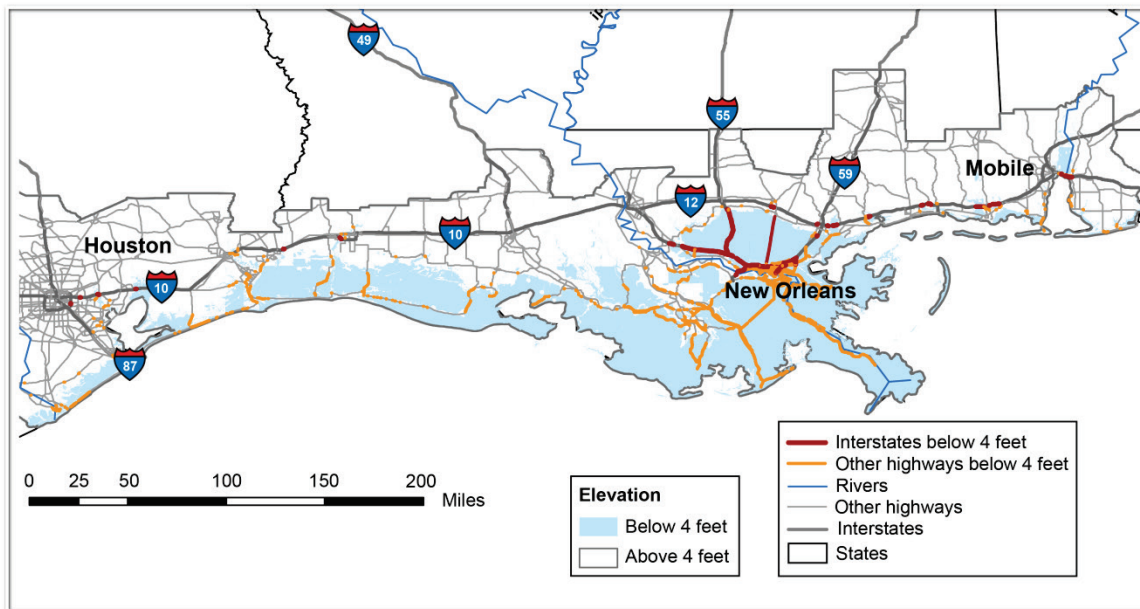 49
55
59
Mobile
12
Houston
10
10
New Orleans
87
0 25 50 100 150 200
Miles
Elevation
Below 4 feet
Above 4 feet
Interstates below 4 feet
Other highways below 4 feet
Rivers
Other highways
Interstates
States